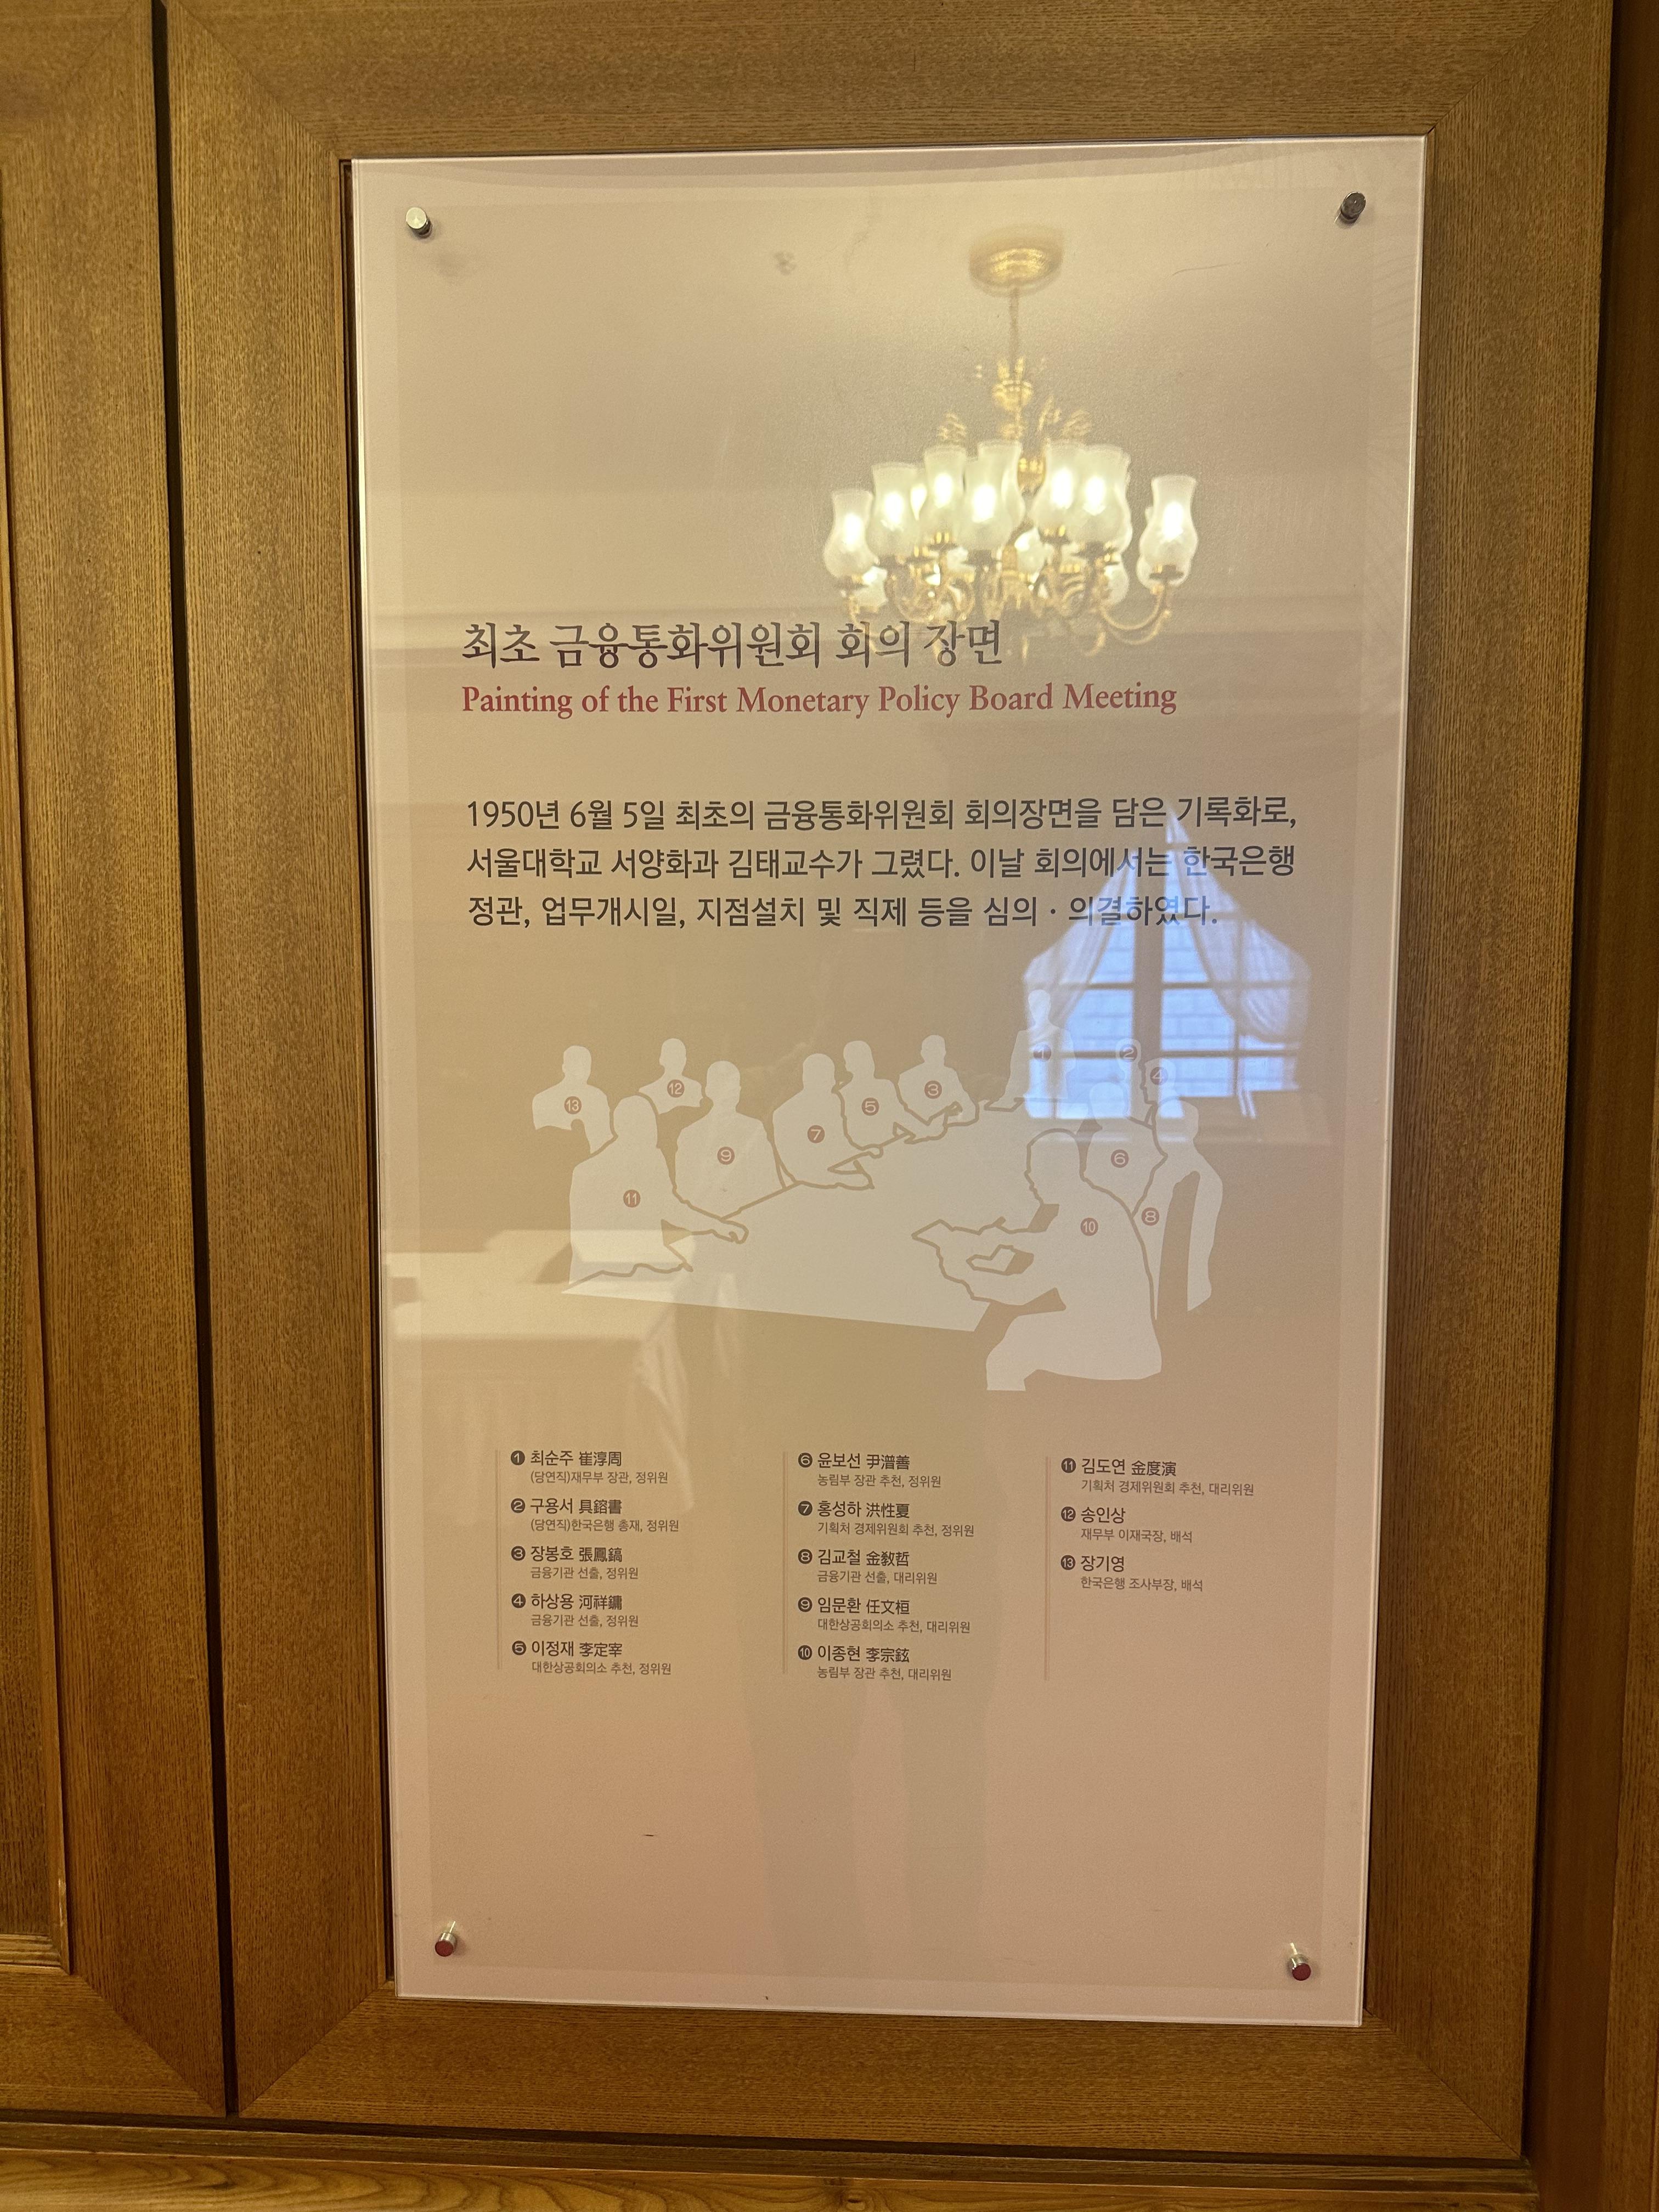 최초 금융통화위원회 회의 장면
Painting of the First Monetary Policy Board Meeting
1950년 6월 5일 최초의 금융통화위원회 회의장면을 담은 기록화로,
서울대학교 서양화과 김태교수가 그렸다. 이날 회의에서는 한국은행
정관, 업무개시일, 지점설치 및 직제 등을 심의 · 의결하였다.
1
2
4
3
12
13
5
7
9
6
11
8
10
❶ 최순주 崔淳周
(당연직)재무부 장관, 정위원
❷ 구용서 具鎔書
(당연직)한국은행 총재, 정위원
❸ 장봉호 張鳳鎬
금융기관 선출, 정위원
❹ 하상용 河祥鏞
금융기관 선출, 정위원
❺ 이정재 李定宰
대한상공회의소 추천, 정위원
❻ 윤보선 尹潽善
농림부 장관 추천, 정위원
❼ 홍성하 洪性夏
기획처 경제위원회 추천, 정위원
❽ 김교철 金敎哲
금융기관 선출, 대리위원
❾ 임문환 任文桓
대한상공회의소 추천, 대리위원
❿ 이종현 李宗鉉
농림부 장관 추천, 대리위원
⓫ 김도연 金度演
기획처 경제위원회 추천, 대리위원
⓬ 송인상
재무부 이재국장, 배석
⓭ 장기영
한국은행 조사부장, 배석